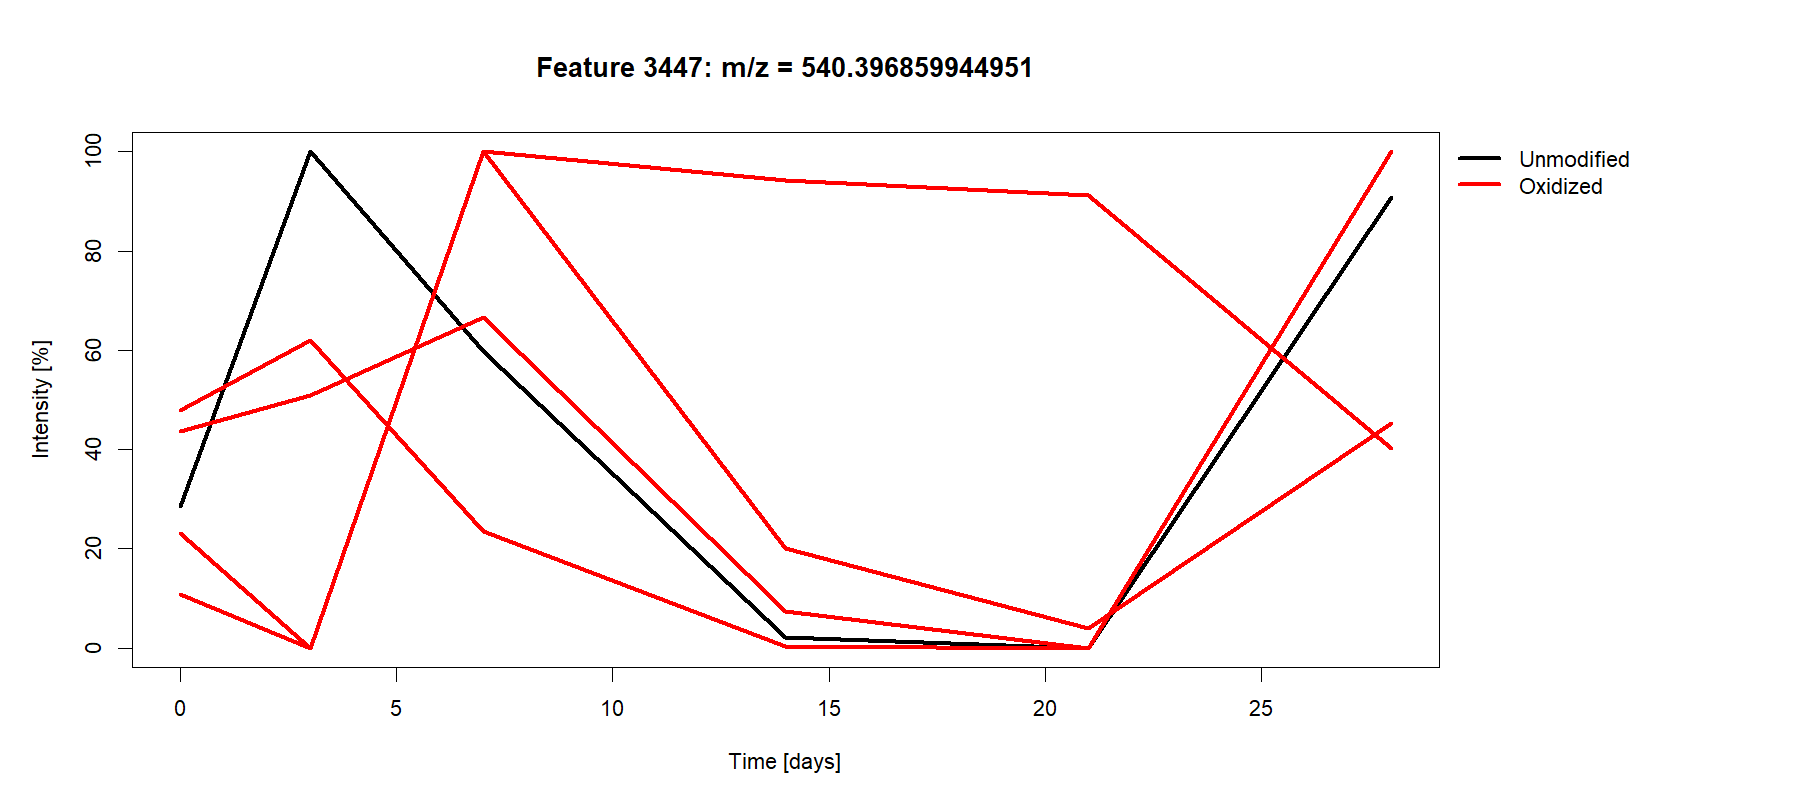 Feature 3447: m/z = 540.396859944951
Unmodified
Oxidized
Intensity [%]
100
80
60
40
20
0
0 5 10 15 20 25
Time [days]